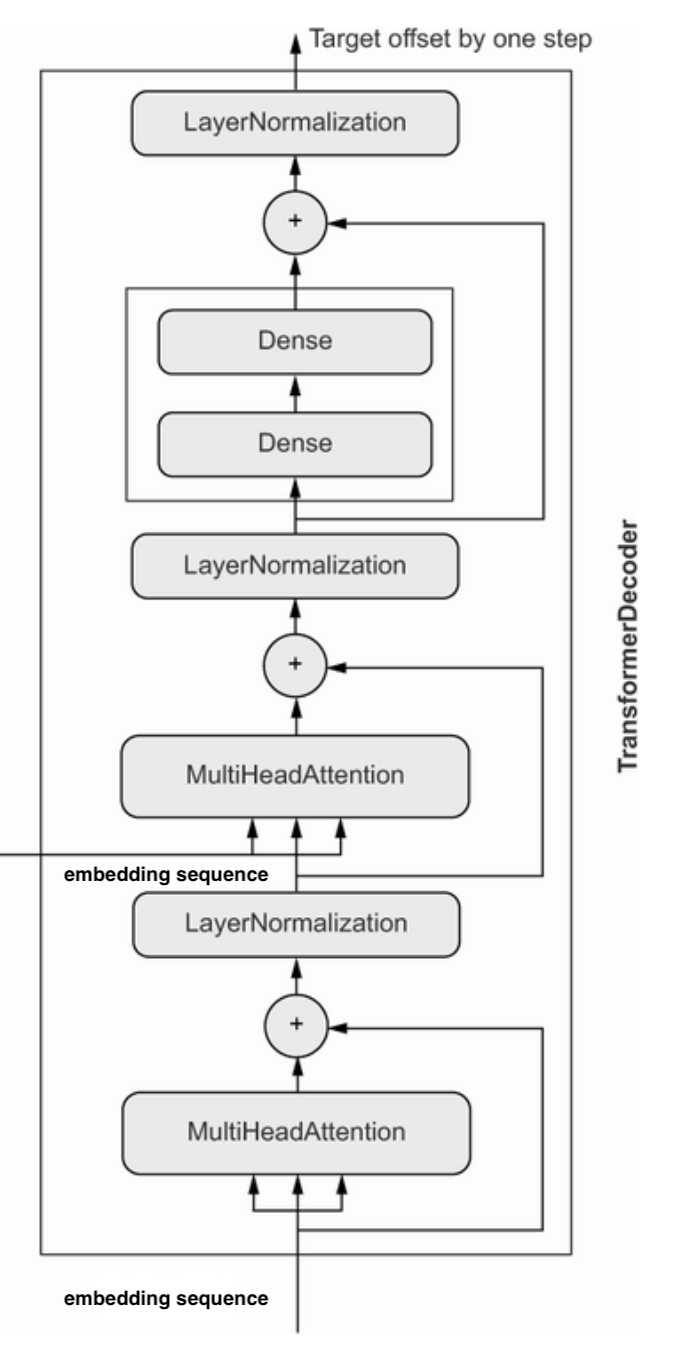 Target offset by one step
LayerNormalization
+
Dense
Dense
LayerNormalization
+
MultiHeadAttention
embedding sequence
LayerNormalization
+
MultiHeadAttention
embedding sequence
TransformerDecoder